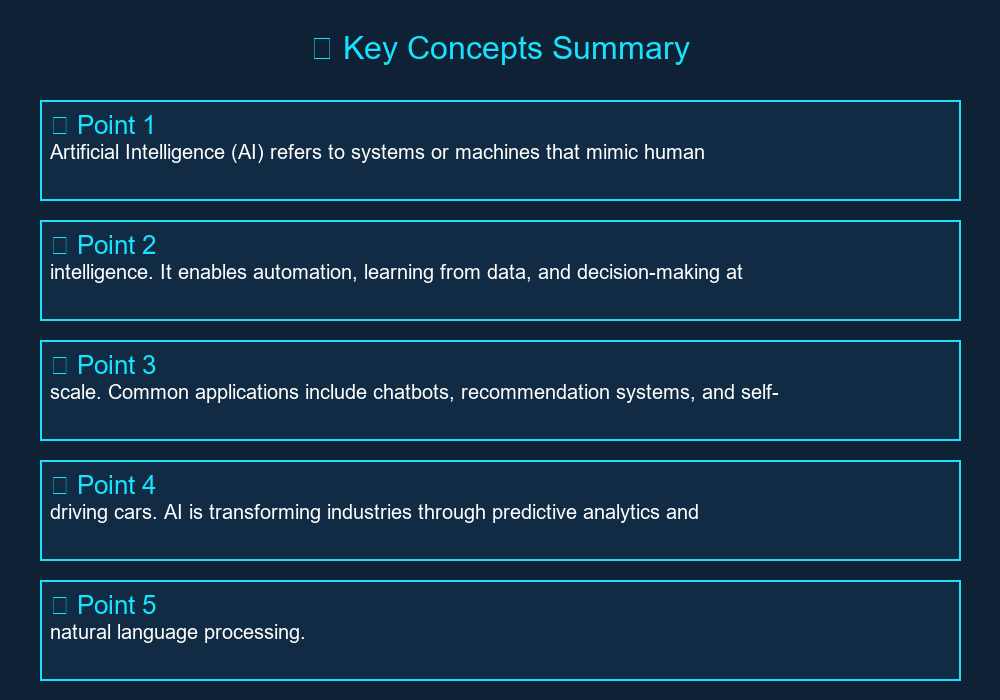 Key Concepts Summary
Point 1
Artificial Intelligence (AI) refers to systems or machines that mimic human
Point 2
intelligence. It enables automation, learning from data, and decision-making at
Point 3
scale. Common applications include chatbots, recommendation systems, and self-
Point 4
driving cars. AI is transforming industries through predictive analytics and
Point 5
natural language processing.